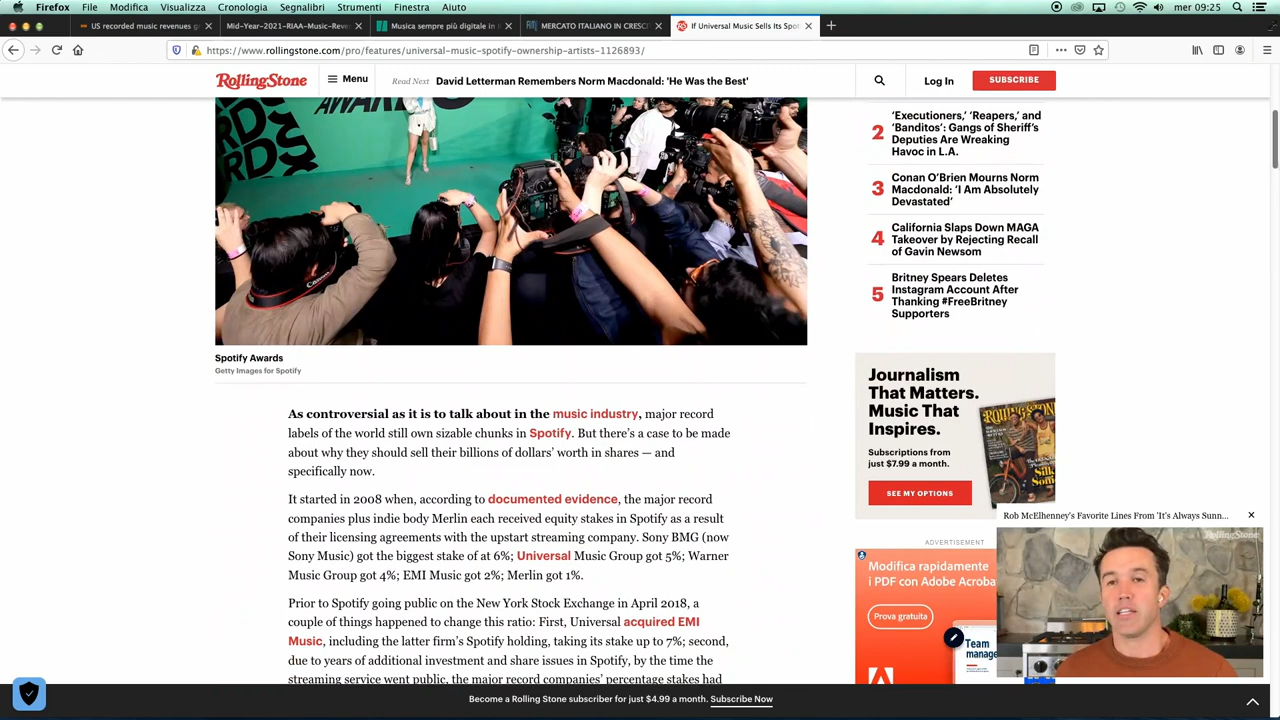 Firefox File Modifica Visualizza Cronologia Segnalibri Strumenti Finestra Aiuto mer 09:25
US recorded music revenues g Mid-Year-2021-RIAA-Music-Reve Musica sempre più digitale in i MERCATO ITALIANO IN CRESCI If Universal Music Sells Its Spot
https://www.rollingstone.com/pro/features/universal-music-spotify-ownership-artists-1126893/
RollingStone Menu Read Next David Letterman Remembers Norm Macdonald: 'He Was the Best' Log In SUBSCRIBE
Spotify Awards
Getty Images for Spotify
As controversial as it is to talk about in the music industry, major record
labels of the world still own sizable chunks in Spotify. But there's a case to be made
about why they should sell their billions of dollars' worth in shares — and
specifically now.
It started in 2008 when, according to documented evidence, the major record
companies plus indie body Merlin each received equity stakes in Spotify as a result
of their licensing agreements with the upstart streaming company. Sony BMG (now
Sony Music) got the biggest stake of at 6%; Universal Music Group got 5%; Warner
Music Group got 4%; EMI Music got 2%; Merlin got 1%.
Prior to Spotify going public on the New York Stock Exchange in April 2018, a
couple of things happened to change this ratio: First, Universal acquired EMI
Music, including the latter firm's Spotify holding, taking its stake up to 7%; second,
due to years of additional investment and share issues in Spotify, by the time the
streaming service went public, the major record companies' percentage stakes had
2 'Executioners,' 'Reapers,' and
'Banditos': Gangs of Sheriff's
Deputies Are Wreaking
Havoc in L.A.
3 Conan O'Brien Mourns Norm
Macdonald: 'I Am Absolutely
Devastated'
4 California Slaps Down MAGA
Takeover by Rejecting Recall
of Gavin Newsom
5 Britney Spears Deletes
Instagram Account After
Thanking #FreeBritney
Supporters
Journalism
That Matters.
Music That
Inspires.
Subscriptions from
just $7.99 a month.
SEE MY OPTIONS
RollingStone
Rob McElhenney's Favorite Lines From 'It's Always Sunn...
RollingStone
ADVERTISEMENT
Modifica rapidamente
i PDF con Adobe Acroba
Prova gratuita
Team
manage
Become a Rolling Stone subscriber for just $4.99 a month. Subscribe Now